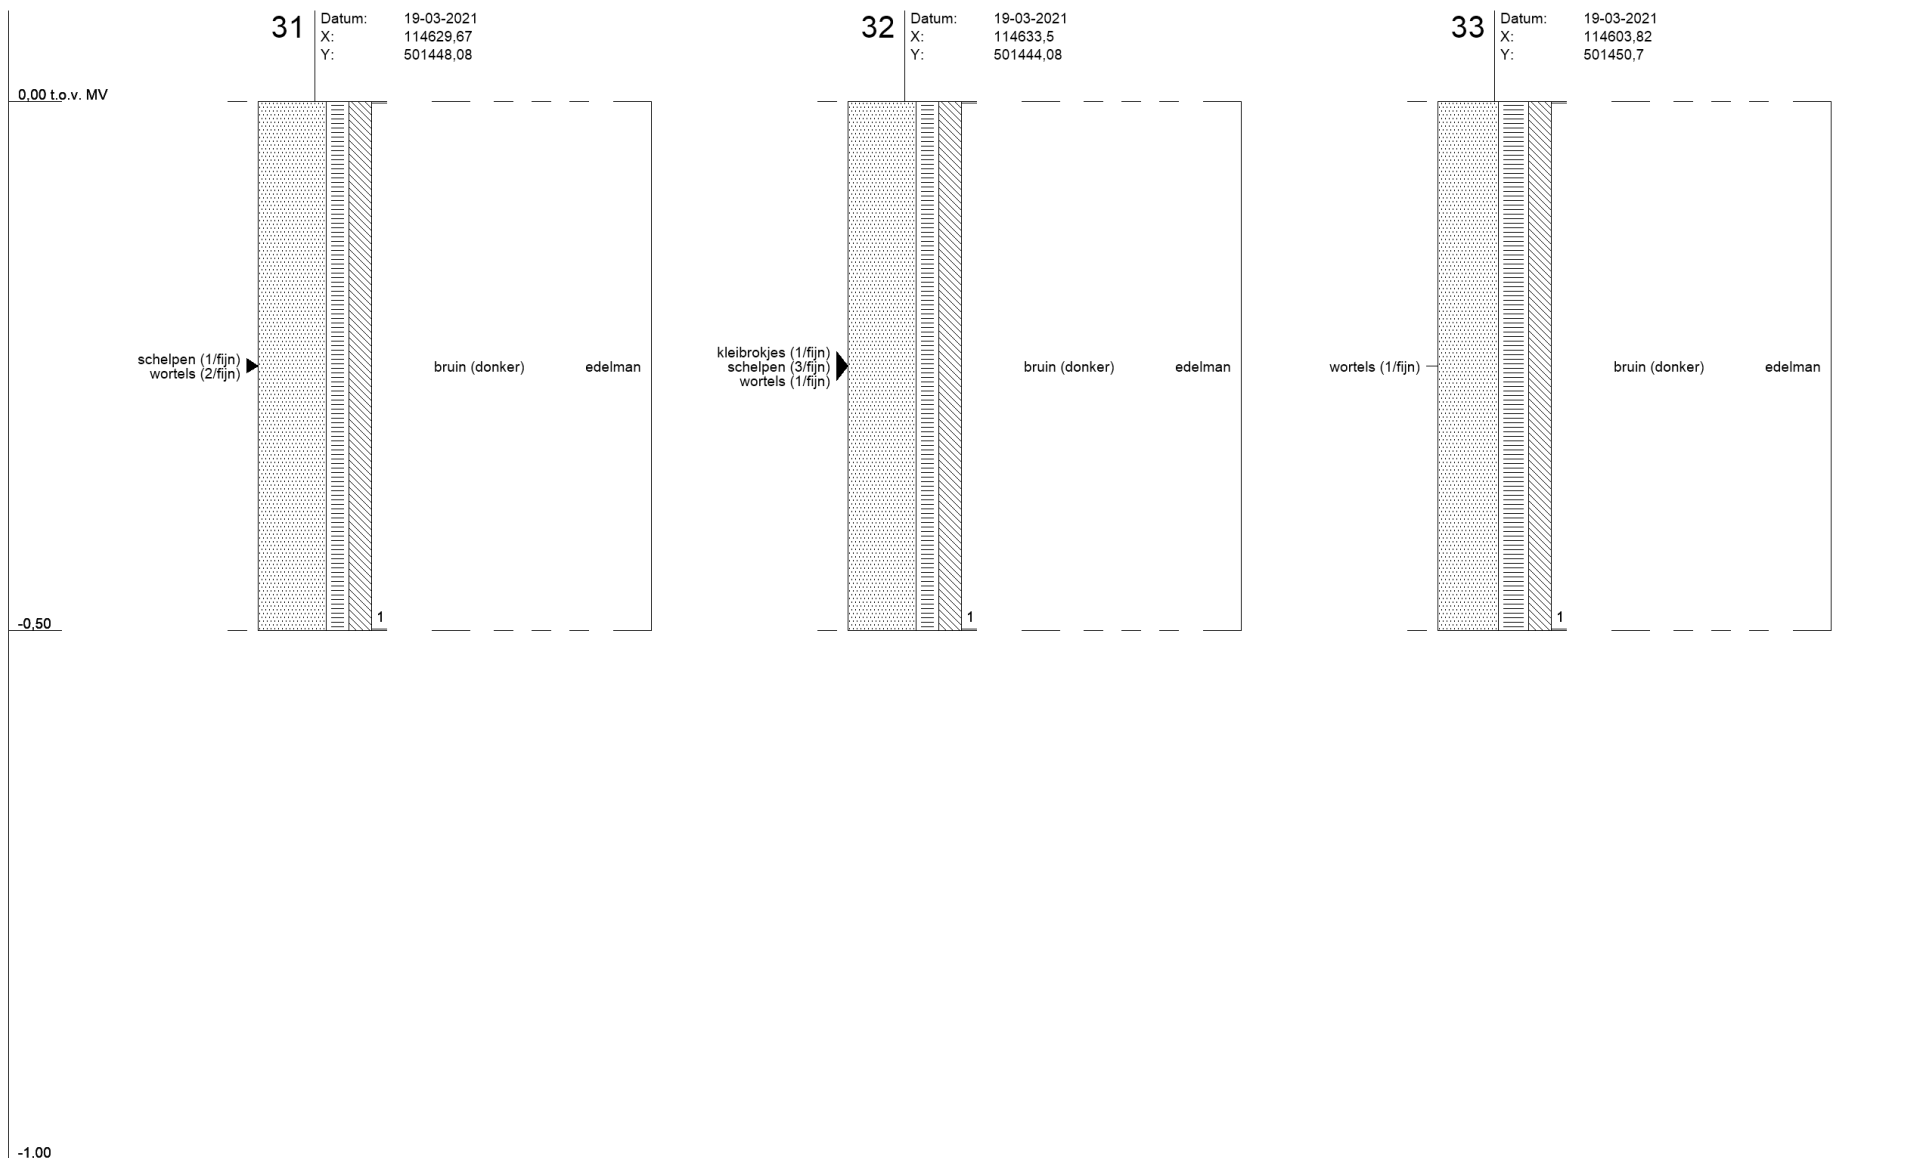 31
Datum: 19-03-2021
X: 114629,67
Y: 501448,08
32
Datum: 19-03-2021
X: 114633,5
Y: 501444,08
33
Datum: 19-03-2021
X: 114603,82
Y: 501450,7
0,00 t.o.v. MV
schelpen (1/fijn)
wortels (2/fijn)
bruin (donker)
edelman
1
kleibrokjes (1/fijn)
schelpen (3/fijn)
wortels (1/fijn)
bruin (donker)
edelman
1
wortels (1/fijn)
bruin (donker)
edelman
1
-0,50
-1,00